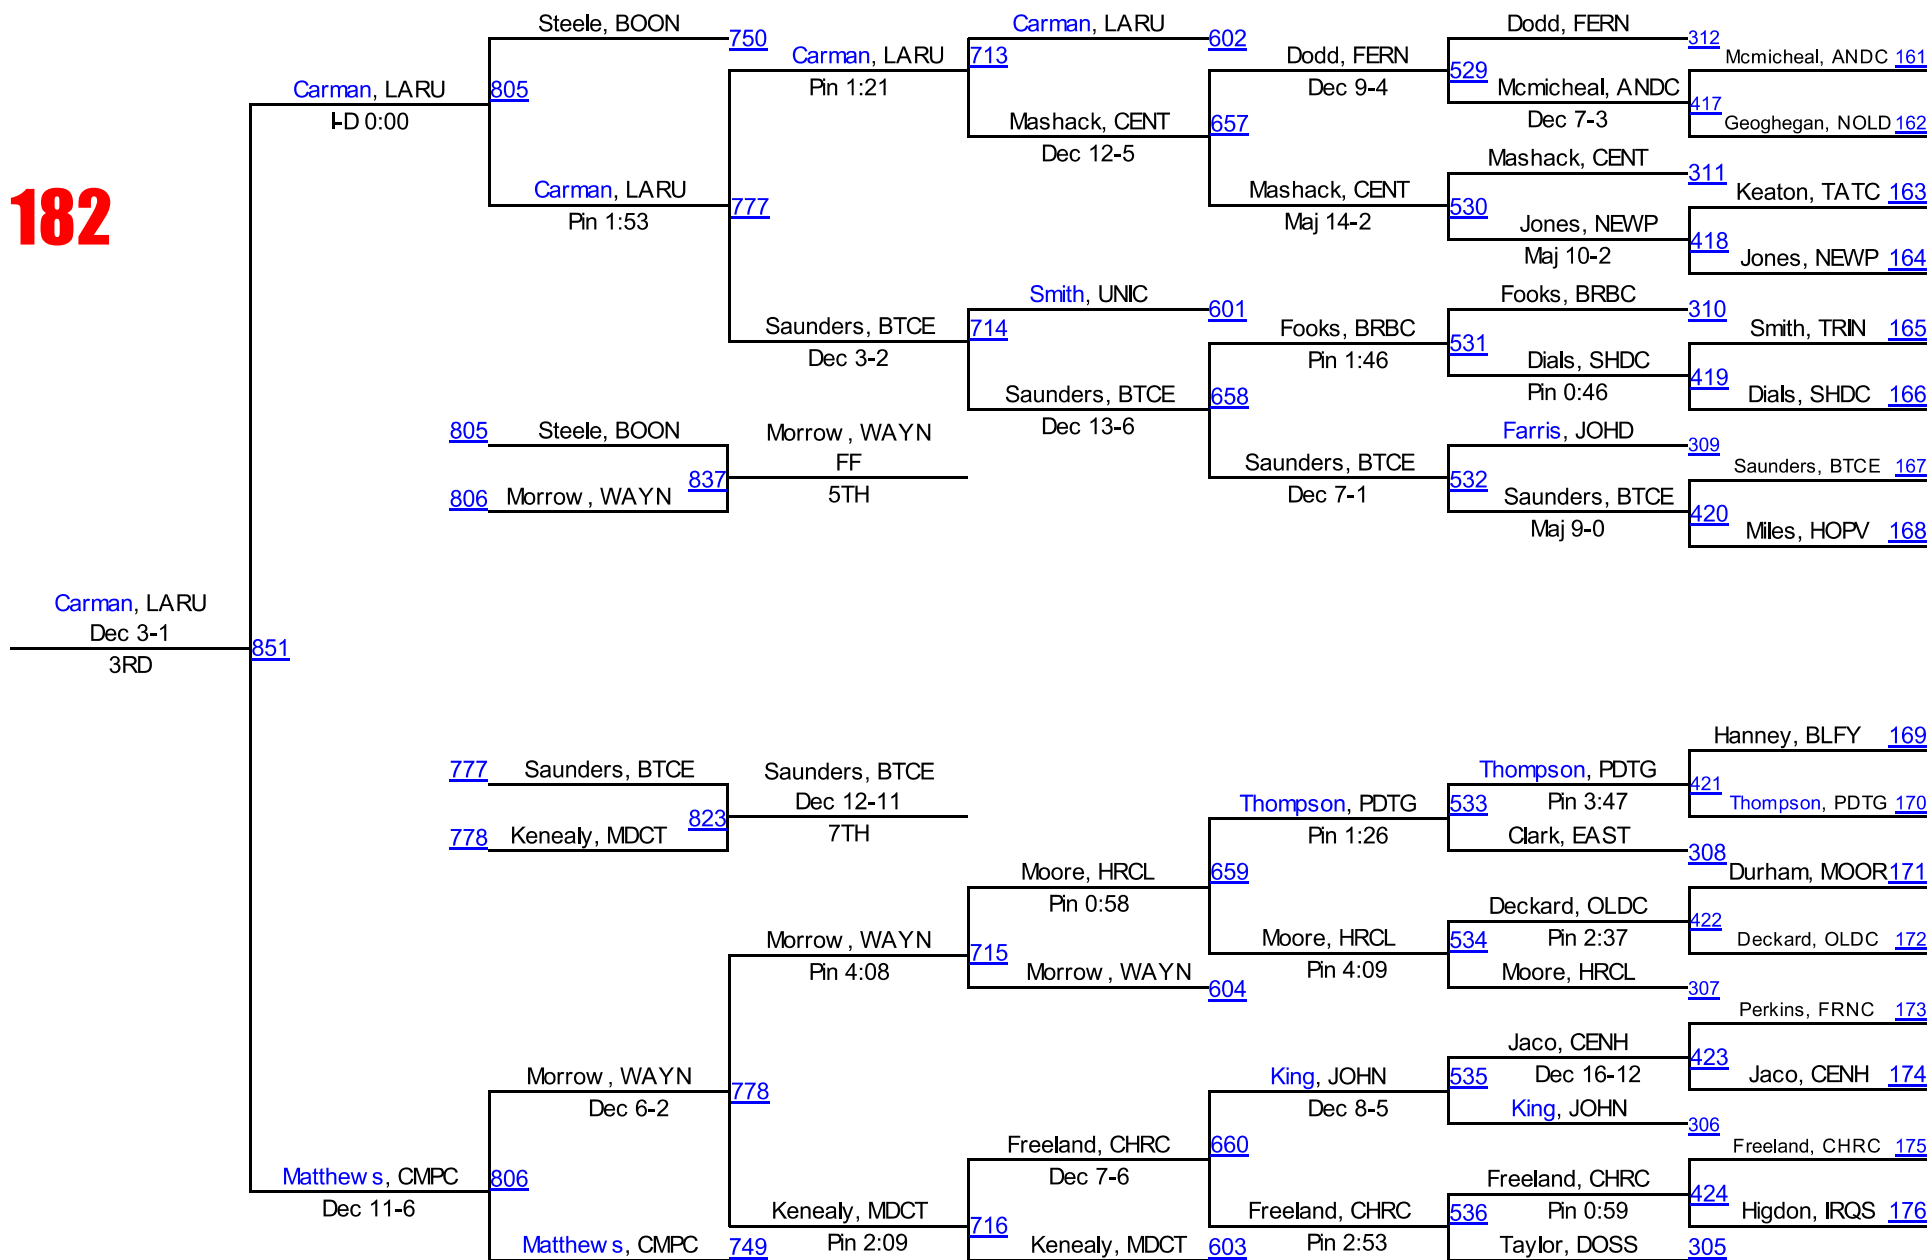 Steele, BOON
750
Carman, LARU
602
Dodd, FERN
312
Carman, LARU
713
Dodd, FERN
Mcmicheal, ANDC 161
Pin 1:21
Dec 9-4
529
Mcmicheal, ANDC
417
Carman, LARU
805
I-D 0:00
Mashack, CENT
657
Dec 7-3
Geoghegan, NOLD 162
Dec 12-5
Mashack, CENT
311
182
Carman, LARU
777
Mashack, CENT
530
Keaton, TATC 163
Pin 1:53
Maj 14-2
Jones, NEWP
418
Maj 10-2
Jones, NEWP 164
Smith, UNIC
601
Fooks, BRBC
310
Saunders, BTCE
714
Fooks, BRBC
531
Smith, TRIN 165
Dec 3-2
Pin 1:46
Dials, SHDC
419
Saunders, BTCE
658
Pin 0:46
Dials, SHDC 166
Dec 13-6
805
Steele, BOON
Morrow, WAYN
Farris, JOHD
309
FF
Saunders, BTCE
532
Saunders, BTCE 167
837
5TH
Dec 7-1
806
Morrow, WAYN
Saunders, BTCE
420
Maj 9-0
Miles, HOPV 168
Carman, LARU
Dec 3-1
851
3RD
Hanney, BLFY 169
777
Saunders, BTCE
Saunders, BTCE
Thompson, PDTG
421
Dec 12-11
Thompson, PDTG
533
Pin 3:47
Thompson, PDTG 170
823
7TH
Pin 1:26
Clark, EAST
308
778
Kenealy, MDCT
Moore, HRCL
659
Durham, MOOR 171
Pin 0:58
Deckard, OLDC
422
Morrow, WAYN
715
Moore, HRCL
534
Pin 2:37
Deckard, OLDC 172
Pin 4:08
Morrow, WAYN
604
Pin 4:09
Moore, HRCL
307
Perkins, FRNC 173
Jaco, CENH
423
Morrow, WAYN
778
King, JOHN
535
Dec 16-12
Jaco, CENH 174
Dec 6-2
Dec 8-5
King, JOHN
306
Freeland, CHRC
660
Freeland, CHRC 175
Matthews, CMPC
806
Dec 7-6
Freeland, CHRC
424
Dec 11-6
Kenealy, MDCT
716
Freeland, CHRC
536
Pin 0:59
Higdon, IRQS 176
Matthews, CMPC
749
Pin 2:09
Kenealy, MDCT
603
Pin 2:53
Taylor, DOSS
305